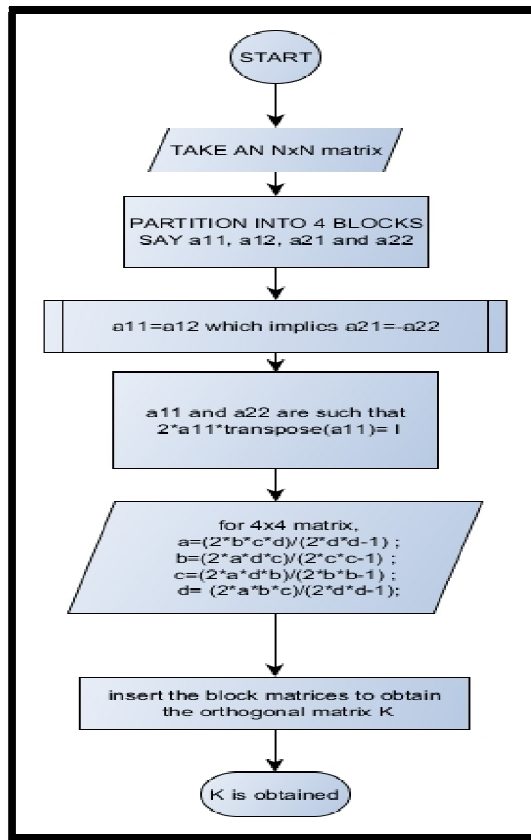 START
TAKE AN NxN matrix
PARTITION INTO 4 BLOCKS
SAY a11, a12, a21 and a22
a11=a12 which implics a21=-a22
a11 and a22 are such that
2*a11*transpose(a11)= I
for 4x4 matrix,
a=(2*b*c*d)/(2*d*d-1) ;
b=(2*a*d*c)/(2*c*c-1) ;
c=(2*a*d*b)/(2*b*b-1) ;
d= (2*a*b*c)/(2*d*d-1);
insert the block matrices to obtain
the orthogonal matrix K
K is obtained